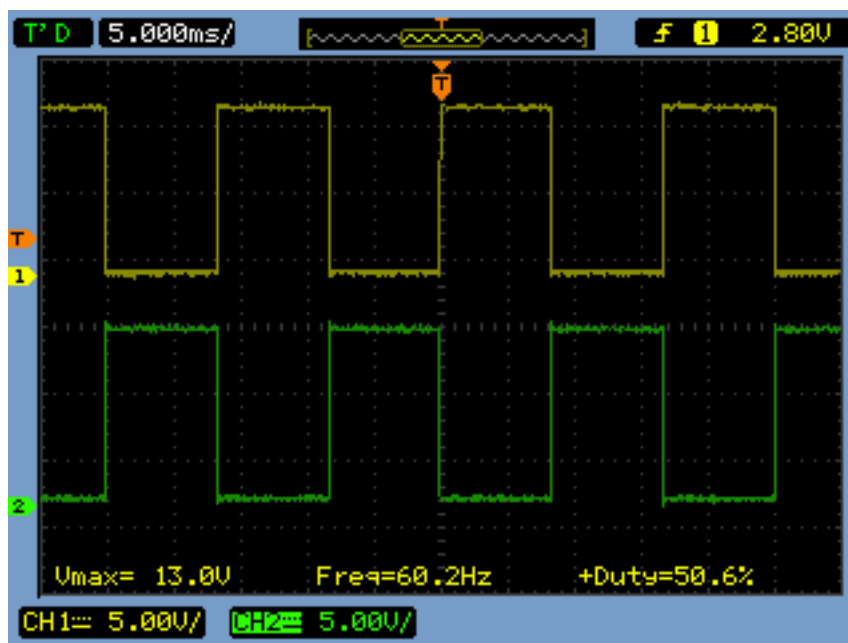 T'D 5.000ms/ 1 2.80V
T
T
T
1
2
Vmax= 13.0V Freq=60.2Hz +Duty=50.6%
CH1 5.00V/ CH2 5.00V/